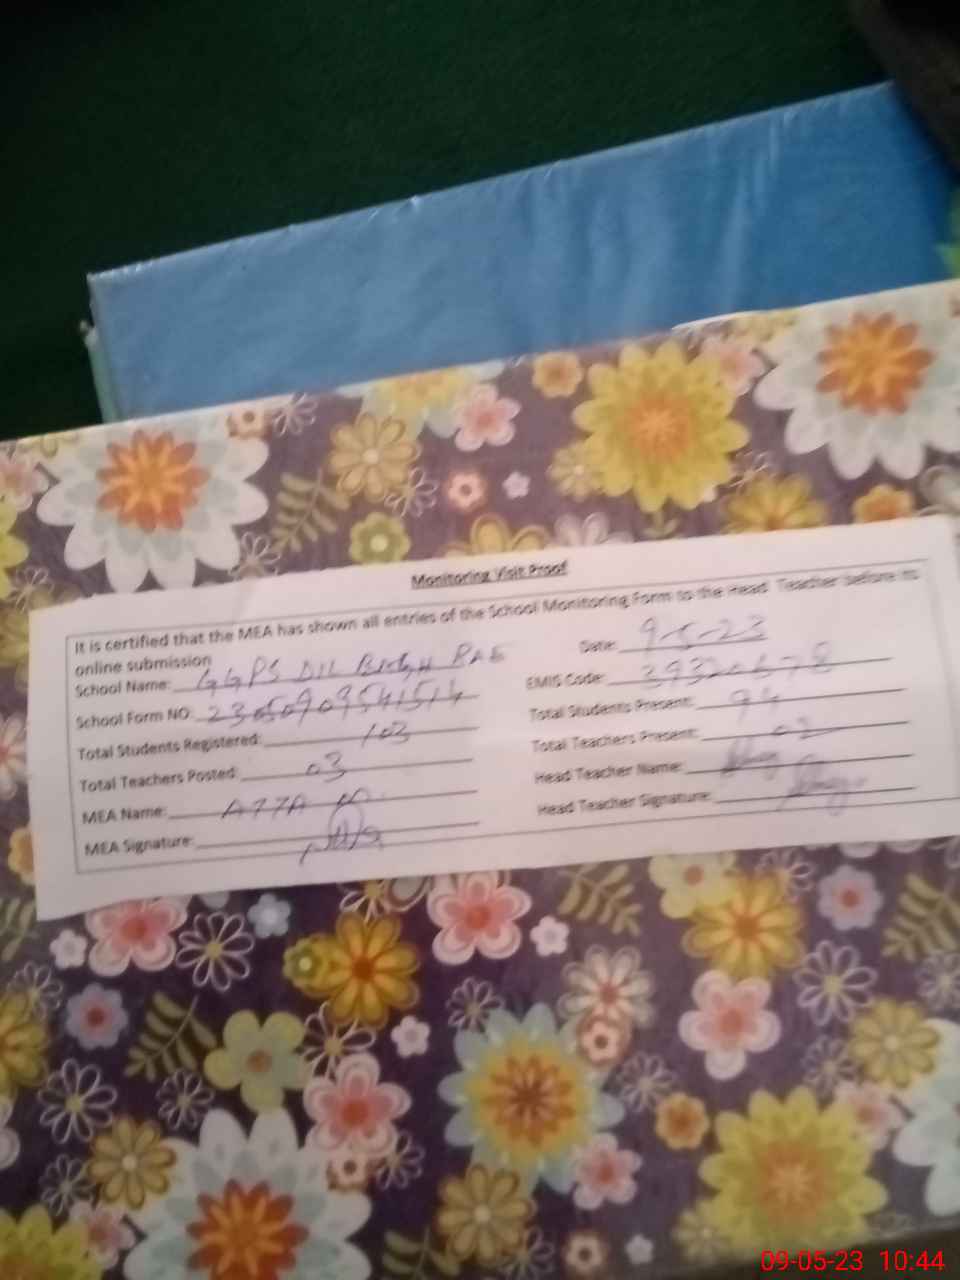 Monitoring Visit Proof
It is certified that the MEA has shown all entries of the School Monitoring Form to the Head Teacher before its
online submission
School Name: GGPS DIL Date: 9-5-23
School Form NO: 23050909541514 EMIS Code: 39320678
Total Students Registered: 103 Total Students Present: 94
Total Teachers Posted: 03 Total Teachers Present: 02
MEA Name: Head Teacher Name:
MEA Signature: Head Teacher Signature:
09-05-23 10:44